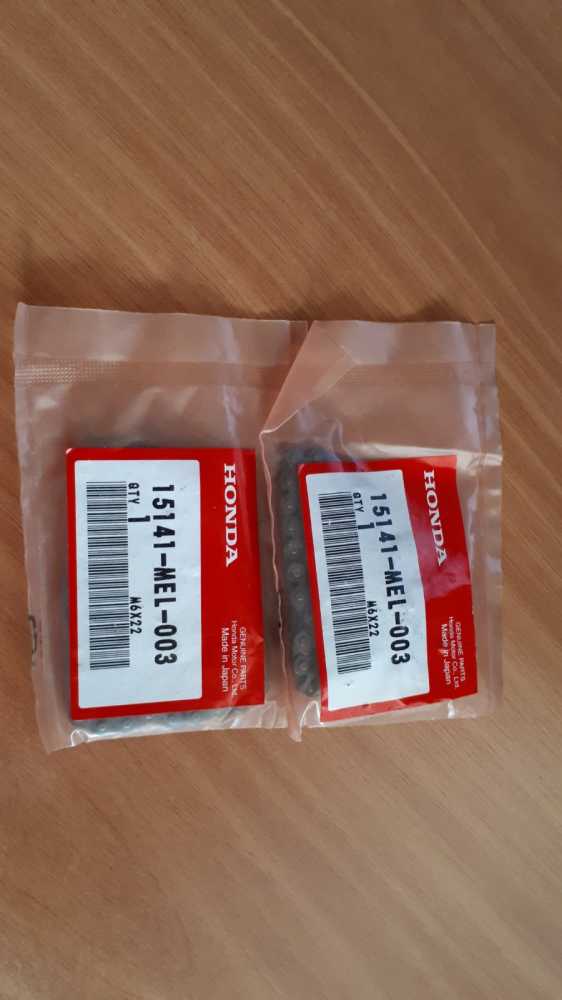 HONDA
GENUINE PARTS
Honda Motor Co., Ltd.
Made in Japan
15141-MEL-003
QTY
1
M6X22
HONDA
GENUINE PARTS
Honda Motor Co., Ltd.
Made in Japan
15141-MEL-003
QTY
1
M6X22